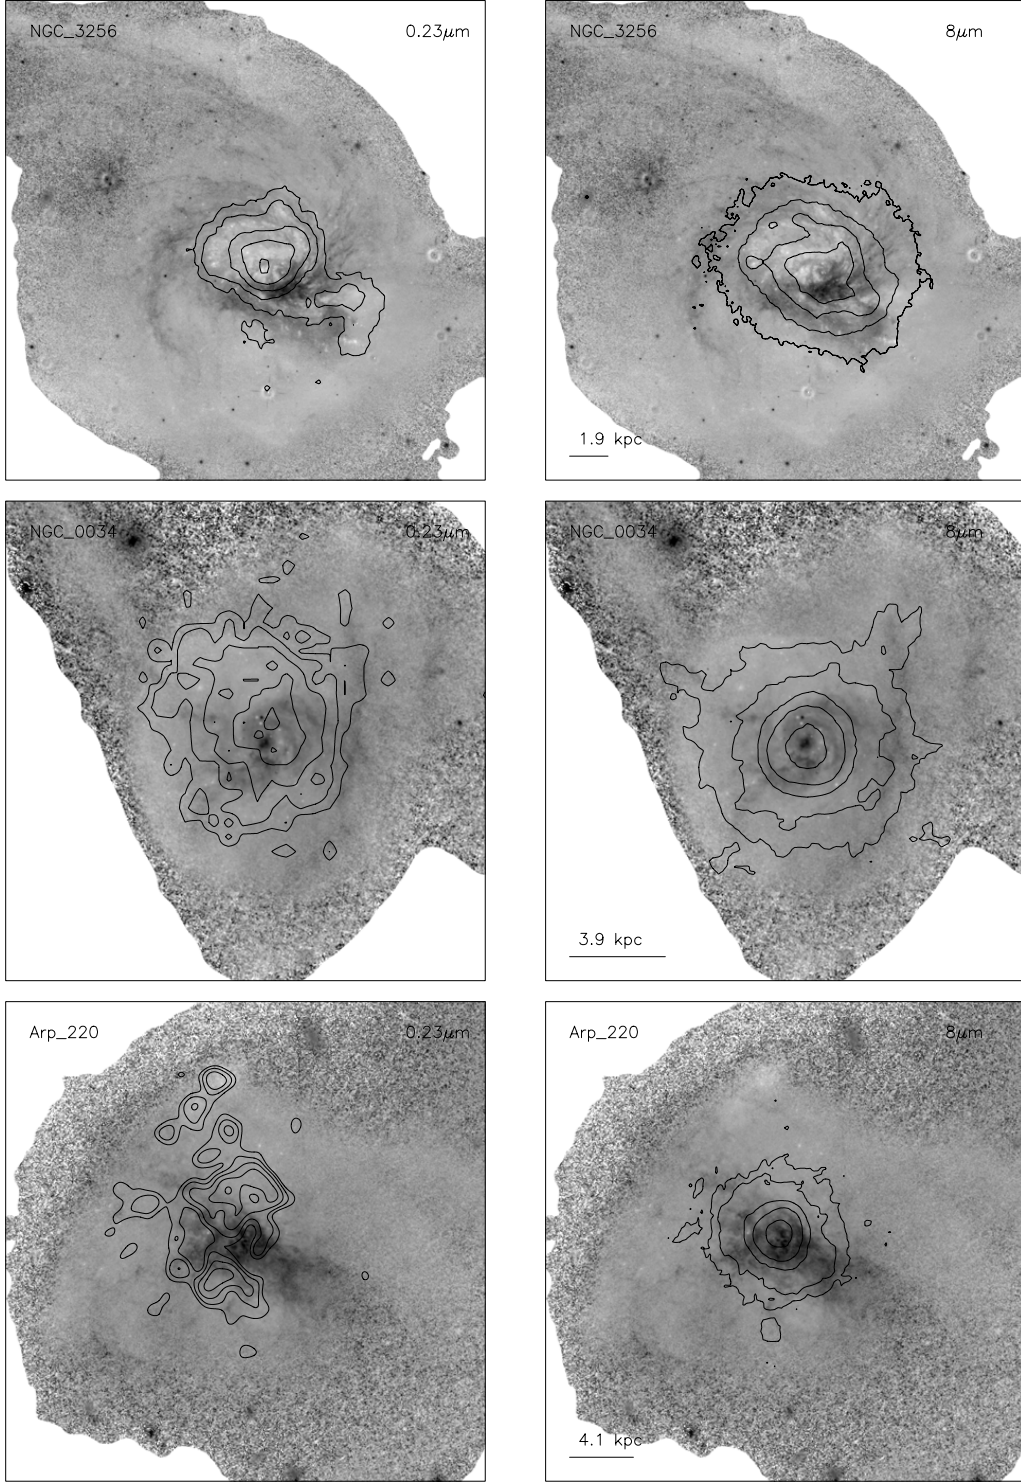 NGC_3256 0.23μm
NGC_3256 8μm
1.9 kpc
NGC_0034 0.23μm
NGC_0034 8μm
3.9 kpc
Arp_220 0.23μm
Arp_220 8μm
4.1 kpc